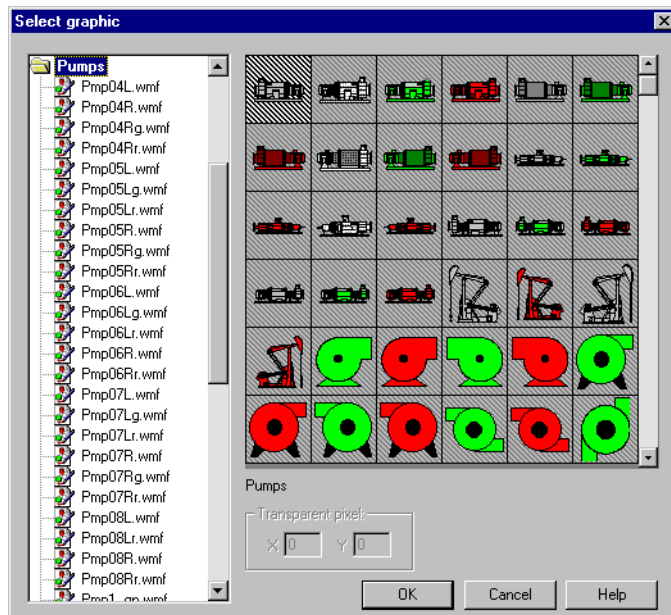 Select graphic
Pumps
Pmp04L.wmf
Pmp04R.wmf
Pmp04Rg.wmf
Pmp04Rr.wmf
Pmp05L.wmf
Pmp05Lg.wmf
Pmp05Lr.wmf
Pmp05R.wmf
Pmp05Rg.wmf
Pmp05Rr.wmf
Pmp06L.wmf
Pmp06Lg.wmf
Pmp06Lr.wmf
Pmp06R.wmf
Pmp06Rr.wmf
Pmp07L.wmf
Pmp07Lg.wmf
Pmp07Lr.wmf
Pmp07R.wmf
Pmp07Rg.wmf
Pmp07Rr.wmf
Pmp08L.wmf
Pmp08Lr.wmf
Pmp08R.wmf
Pmp08Rr.wmf
Pumps
Transparent pixel:
X 0 Y 0
OK Cancel Help